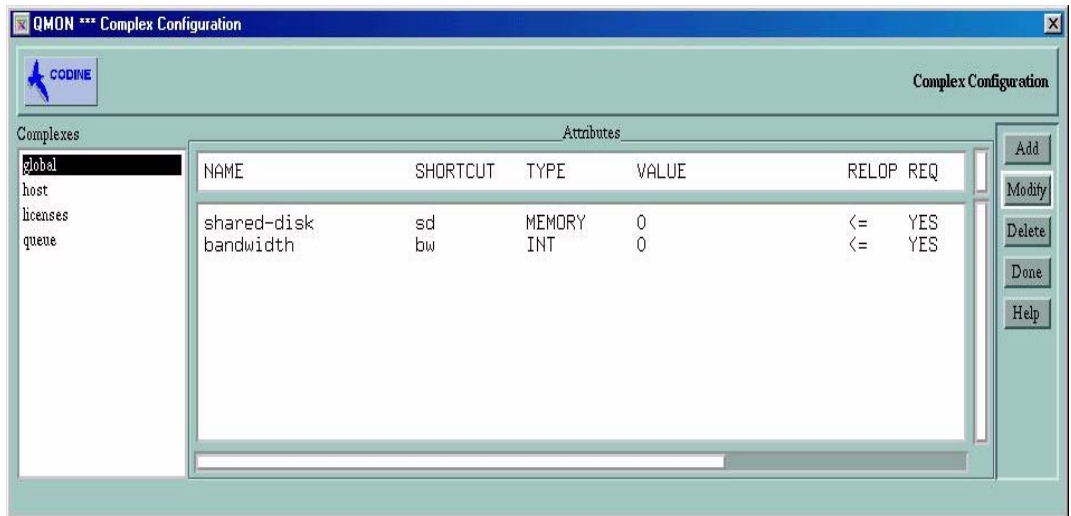 QMON *** Complex Configuration
CODINE
Complex Configuration
Complexes
global
host
licenses
queue
Attributes
NAME SHORTCUT TYPE VALUE RELOP REQ
shared-disk sd MEMORY 0 <= YES
bandwidth bw INT 0 <= YES
Add
Modify
Delete
Done
Help